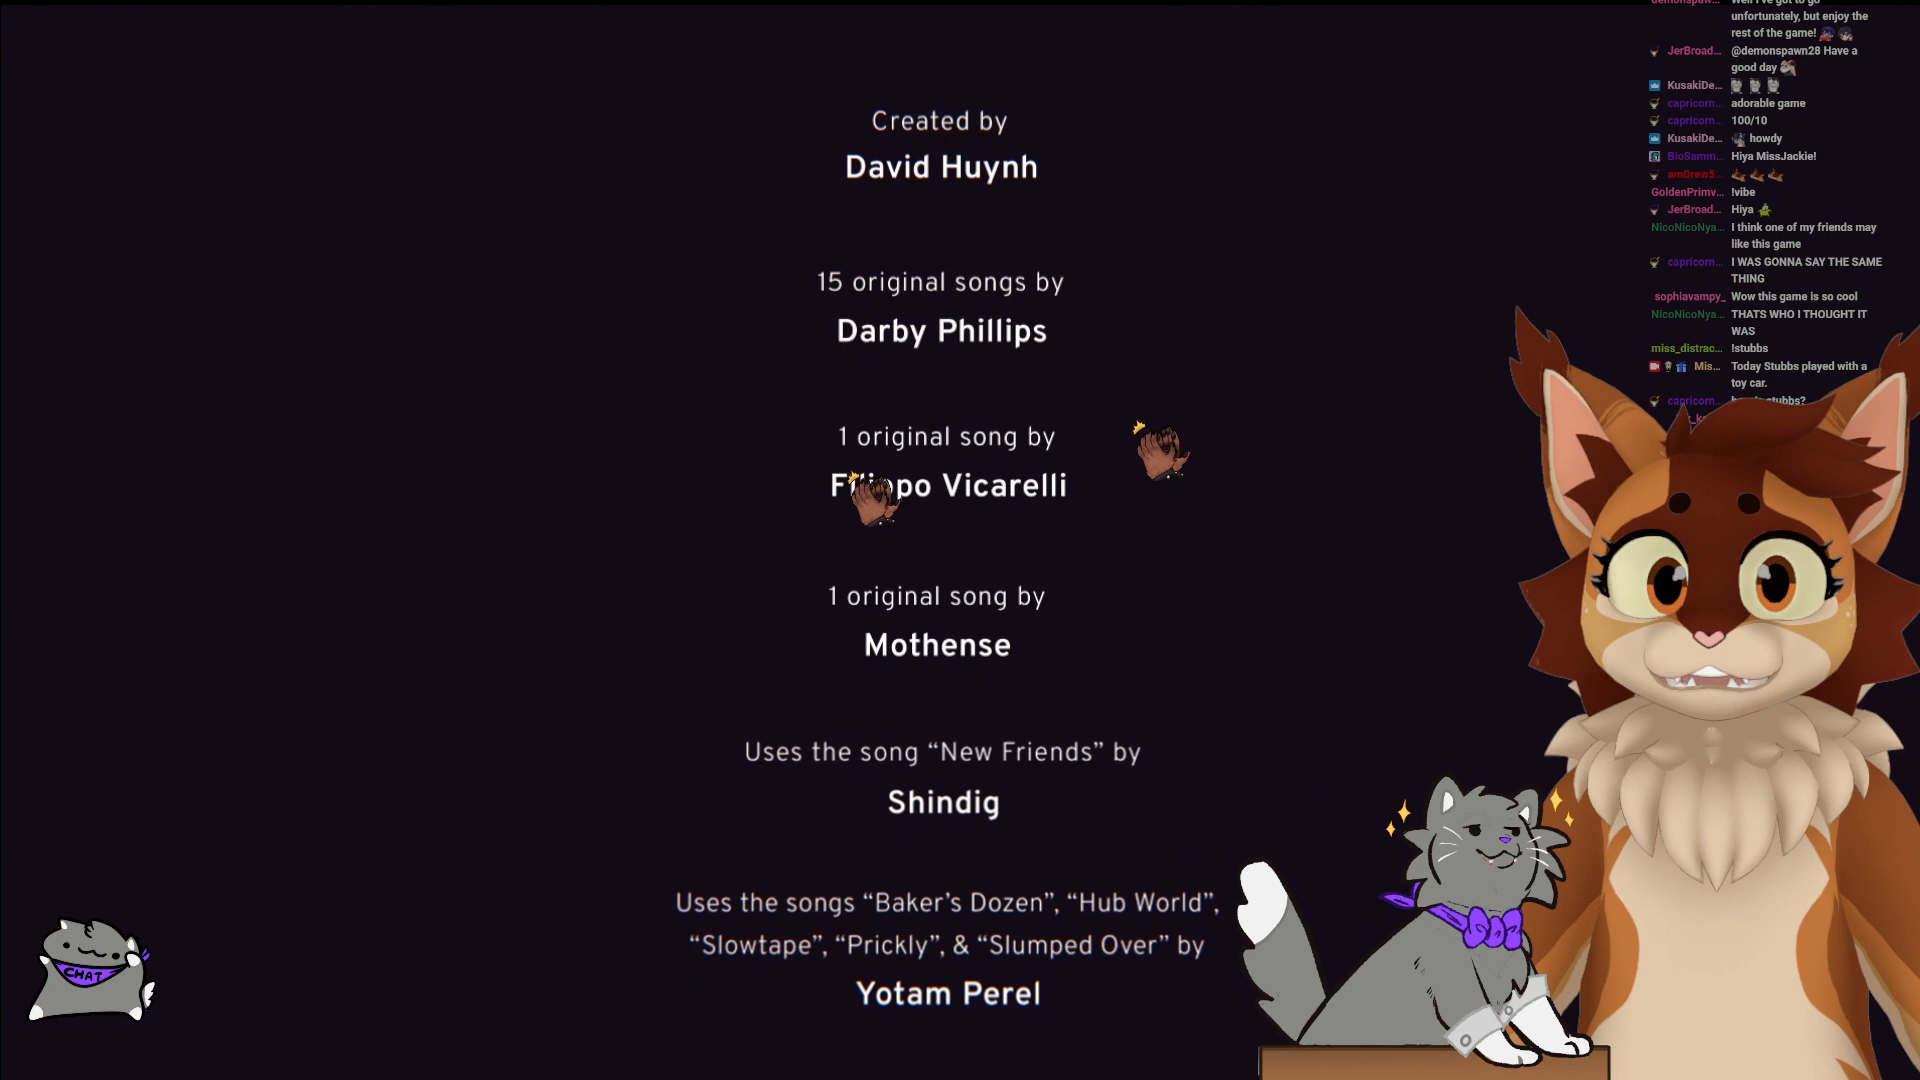 Created by
David Huynh
15 original songs by
Darby Phillips
1 original song by
Vicarelli
1 original song by
Mothense
Uses the song “New Friends” by
Shindig
Uses the songs “Baker’s Dozen”, “Hub World”,
“Slowtape”, “Prickly”, & “Slumped Over” by
Yotam Perel
CHAT
unfortunately, but enjoy the
rest of the game!
JerBroad... @demonspawn28 Have a
good day
KusakiDe...
capricorn... adorable game
capricorn... 100/10
KusakiDe... howdy
BioSamm... Hiya MissJackie!
amDrew5...
GoldenPrimv... !vibe
JerBroad... Hiya
NicoNicoNya... I think one of my friends may
like this game
capricorn... I WAS GONNA SAY THE SAME
THING
sophiavampy_ Wow this game is so cool
NicoNicoNya... THATS WHO I THOUGHT IT
WAS
miss_distrac... !stubbs
Mis... Today Stubbs played with a
toy car.
capricorn... stubbs?